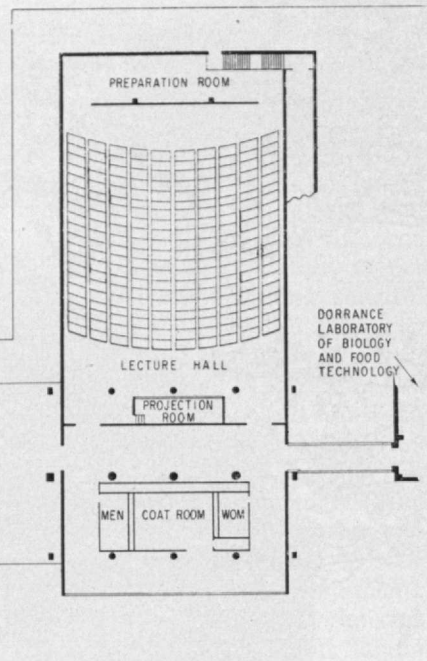 PREPARATION ROOM
DORRANCE
LABORATORY
OF BIOLOGY
AND FOOD
TECHNOLOGY
LECTURE HALL
PROJECTION
ROOM
MEN
COAT ROOM
WOM